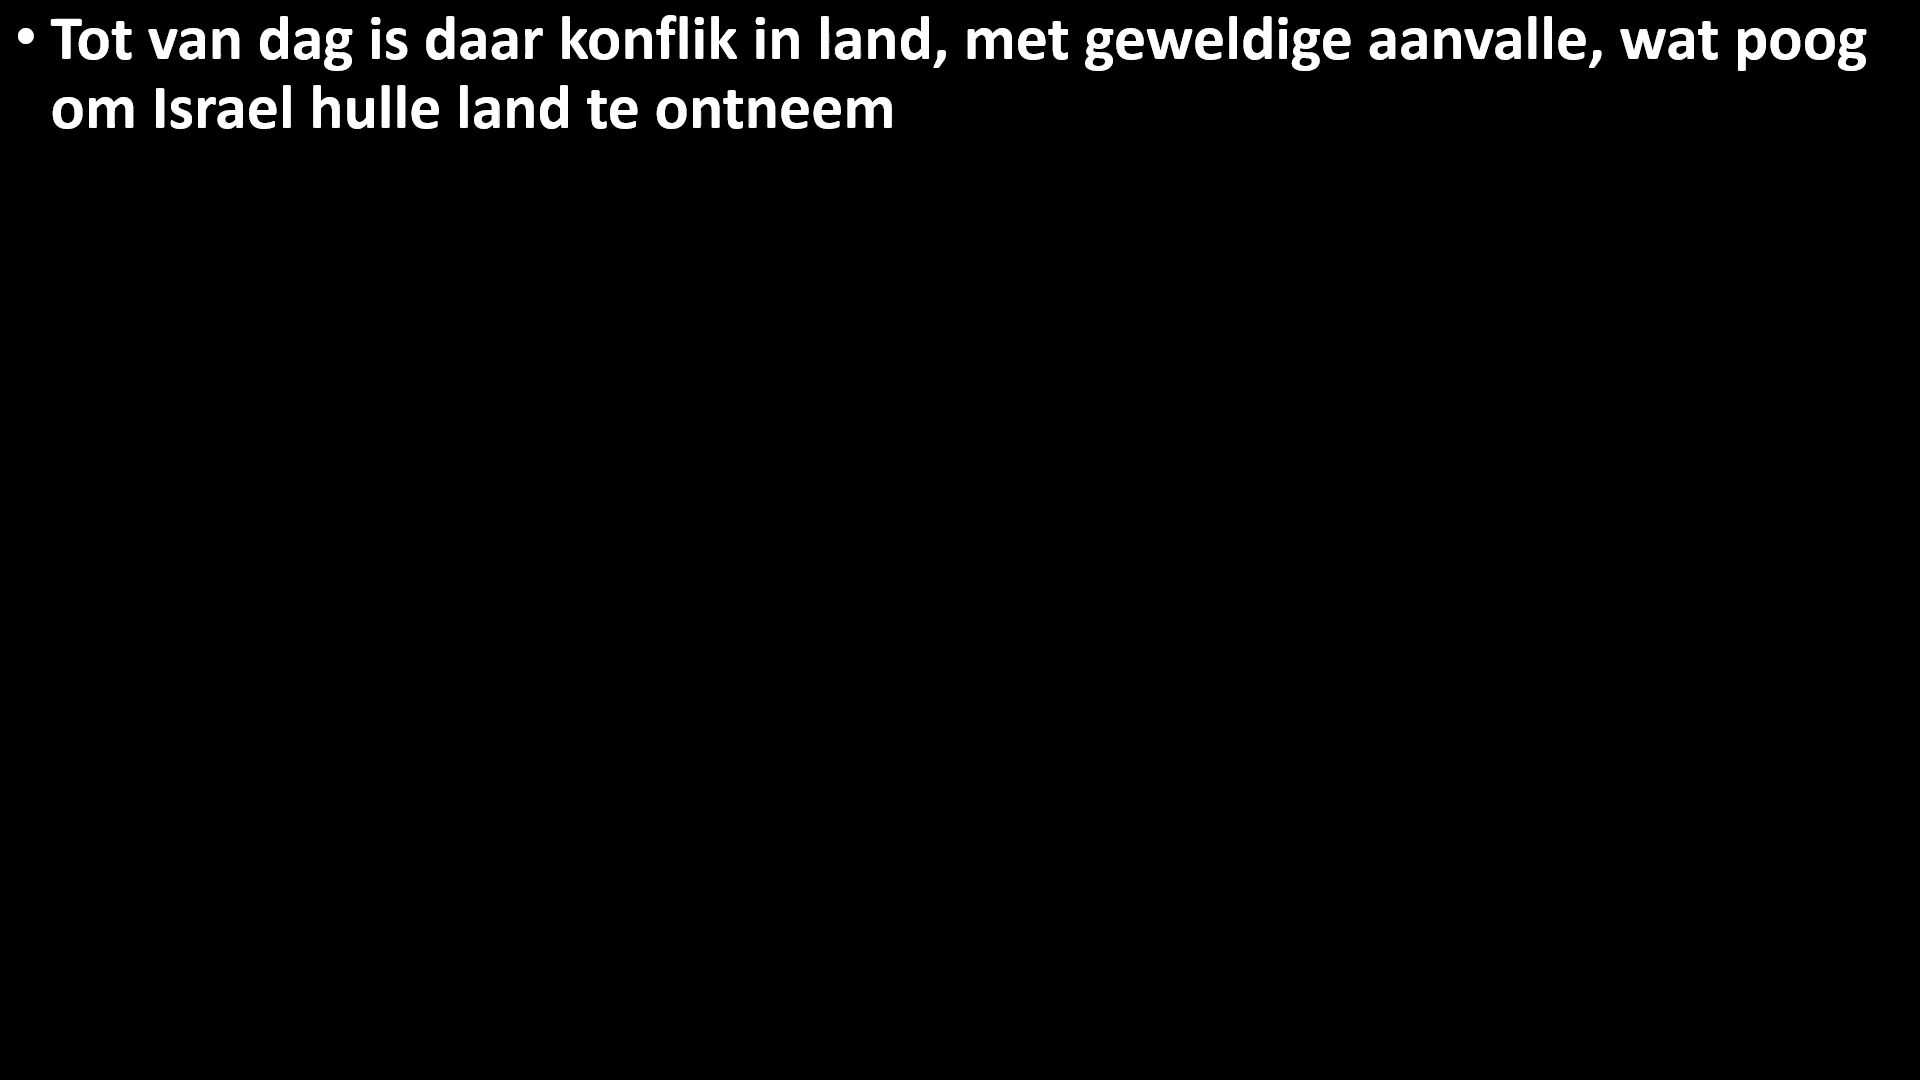 • Tot van dag is daar konflik in land, met geweldige aanvalle, wat poog
om Israel hulle land te ontneem